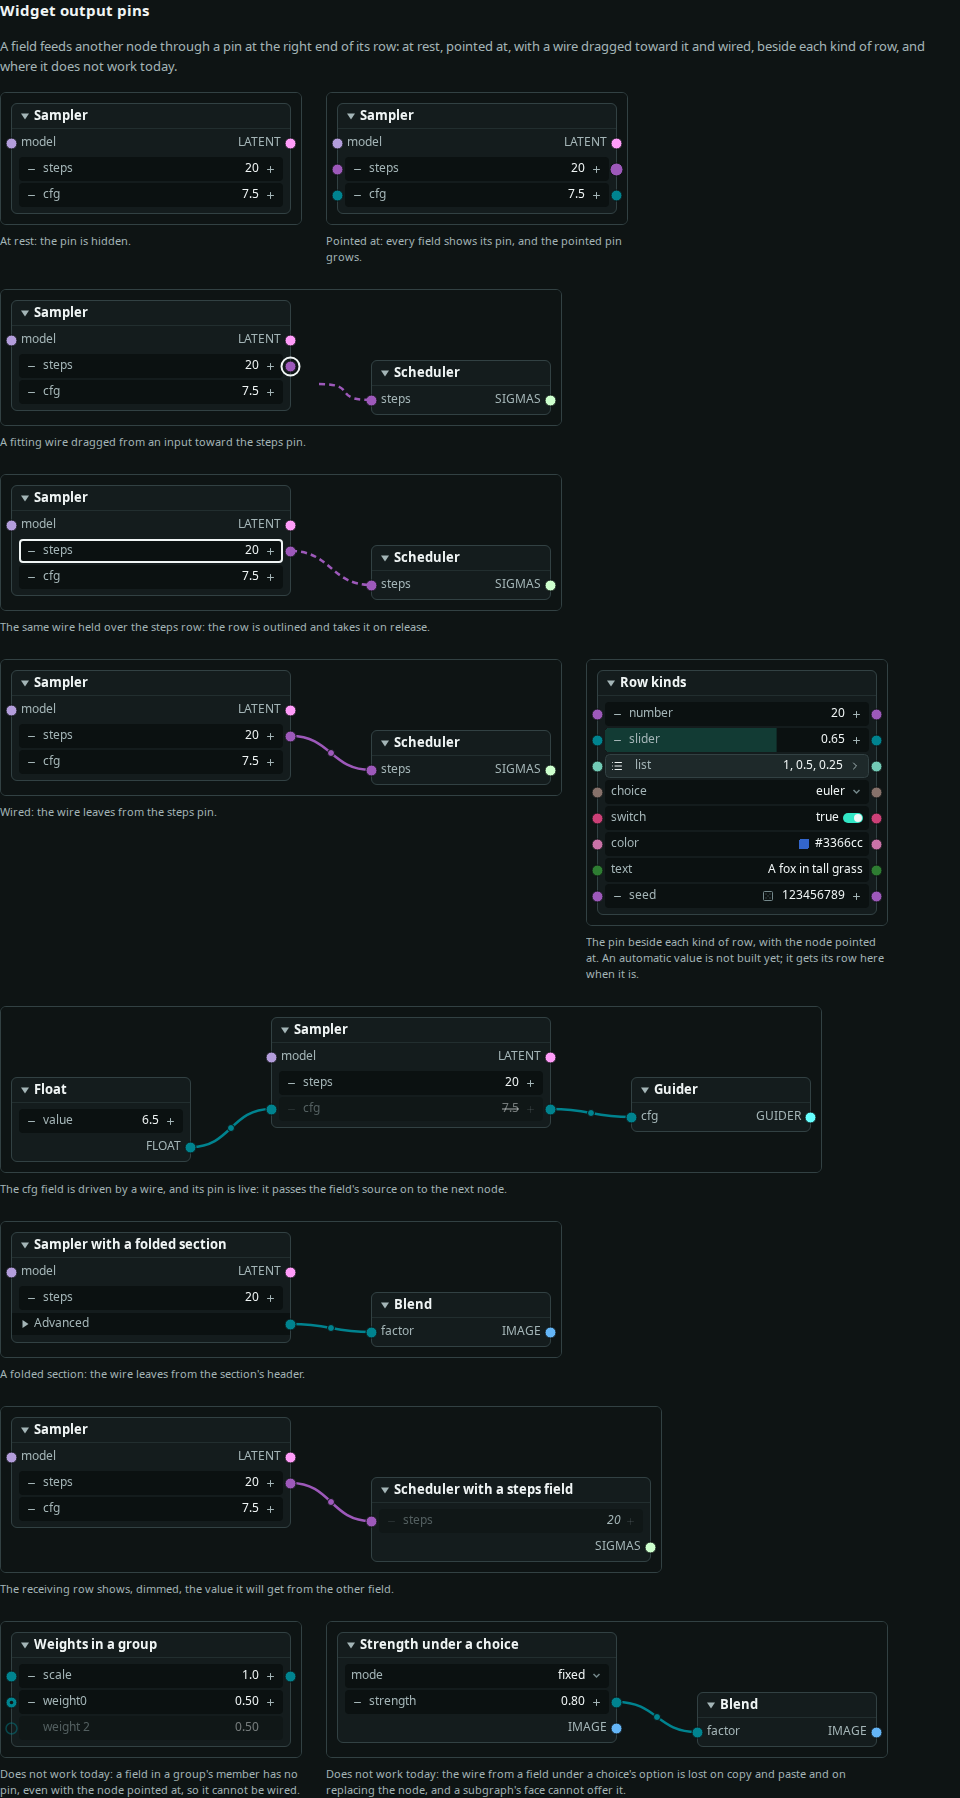 Widget output pins
A field feeds another node through a pin at the right end of its row: at rest, pointed at, with a wire dragged toward it and wired, beside each kind of row, and
where it does not work today.
Sampler
model LATENT
– steps 20 +
– cfg 7.5 +
At rest: the pin is hidden.
Sampler
model LATENT
– steps 20 +
– cfg 7.5 +
Pointed at: every field shows its pin, and the pointed pin
grows.
Sampler
model LATENT
– steps 20 +
– cfg 7.5 +
Scheduler
steps SIGMAS
A fitting wire dragged from an input toward the steps pin.
Sampler
model LATENT
– steps 20 +
– cfg 7.5 +
Scheduler
steps SIGMAS
The same wire held over the steps row: the row is outlined and takes it on release.
Sampler
model LATENT
– steps 20 +
– cfg 7.5 +
Scheduler
steps SIGMAS
Wired: the wire leaves from the steps pin.
Row kinds
– number 20 +
– slider 0.65 +
list 1, 0.5, 0.25
choice euler
switch true
color #3366cc
text A fox in tall grass
– seed 123456789 +
The pin beside each kind of row, with the node pointed
at. An automatic value is not built yet; it gets its row here
when it is.
Float
– value 6.5 +
FLOAT
Sampler
model LATENT
– steps 20 +
– cfg 7.5 +
Guider
cfg GUIDER
The cfg field is driven by a wire, and its pin is live: it passes the field's source on to the next node.
Sampler with a folded section
model LATENT
– steps 20 +
Advanced
Blend
factor IMAGE
A folded section: the wire leaves from the section's header.
Sampler
model LATENT
– steps 20 +
– cfg 7.5 +
Scheduler with a steps field
– steps 20 +
SIGMAS
The receiving row shows, dimmed, the value it will get from the other field.
Weights in a group
– scale 1.0 +
– weight0 0.50 +
weight 2 0.50
Does not work today: a field in a group's member has no
pin, even with the node pointed at, so it cannot be wired.
Strength under a choice
mode fixed
– strength 0.80 +
IMAGE
Blend
factor IMAGE
Does not work today: the wire from a field under a choice's option is lost on copy and paste and on
replacing the node, and a subgraph's face cannot offer it.